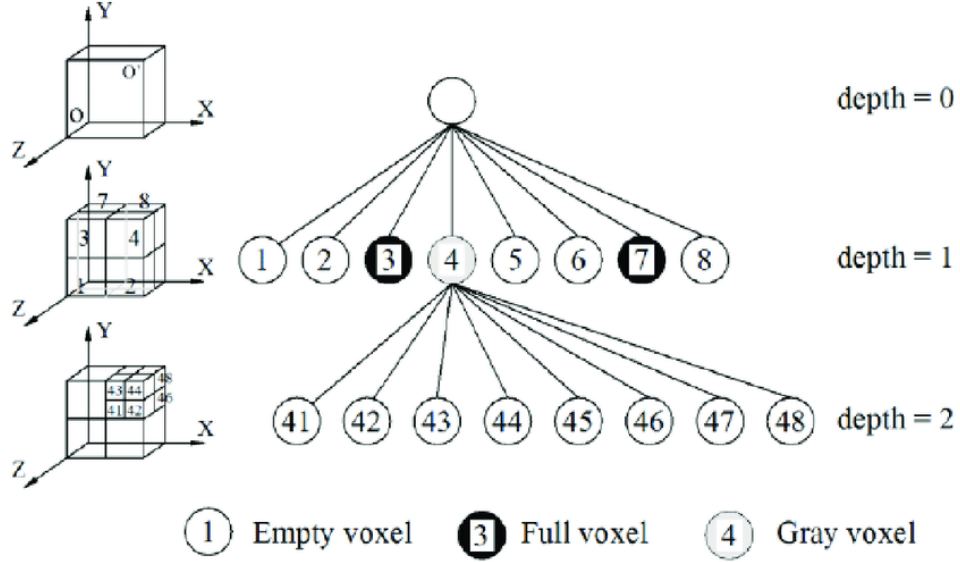 Y
O'
O
X
Z
depth = 0
Y
7 8
3 4
1 2
X
Z
1 2 3 4 5 6 7 8
depth = 1
Y
43 44 48
41 42 46
X
Z
41 42 43 44 45 46 47 48
depth = 2
1 Empty voxel 3 Full voxel 4 Gray voxel